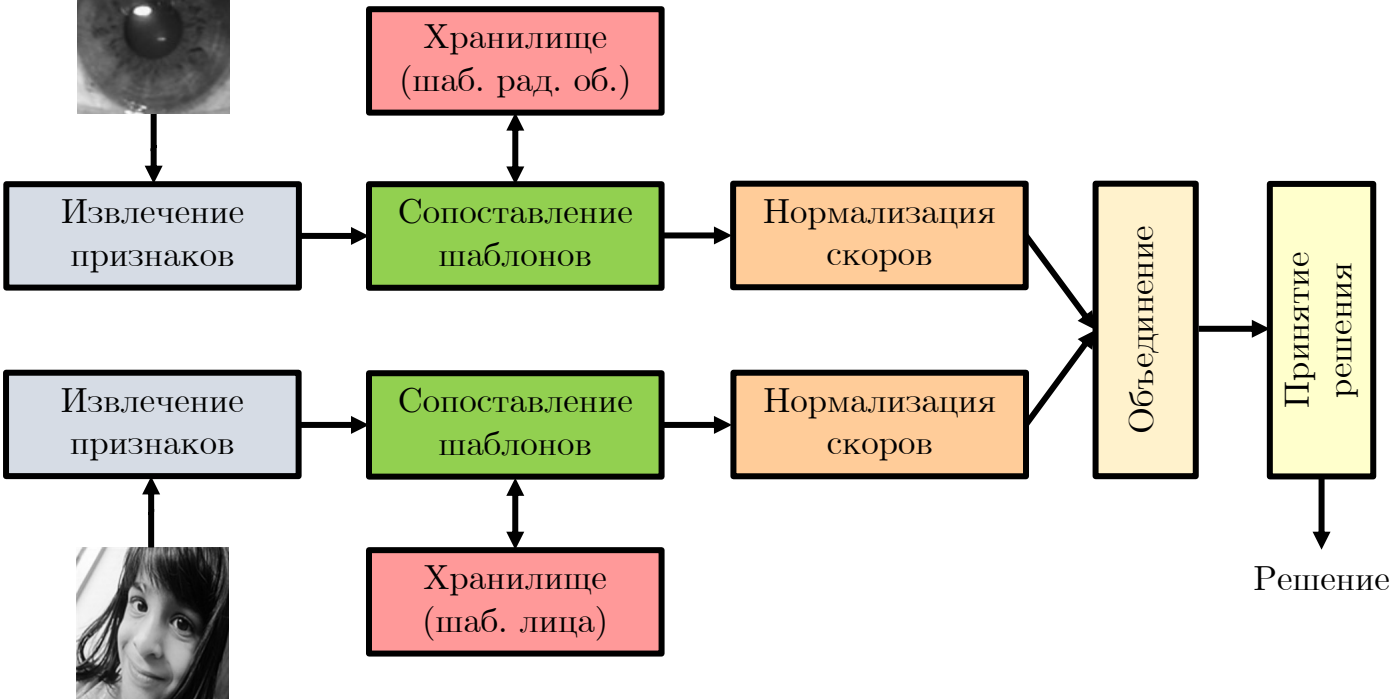 Хранилище
(шаб. рад. об.)
Извлечение
признаков
Сопоставление
шаблонов
Нормализация
скоров
Объединение
Принятие
решения
Извлечение
признаков
Сопоставление
шаблонов
Нормализация
скоров
Хранилище
(шаб. лица)
Решение